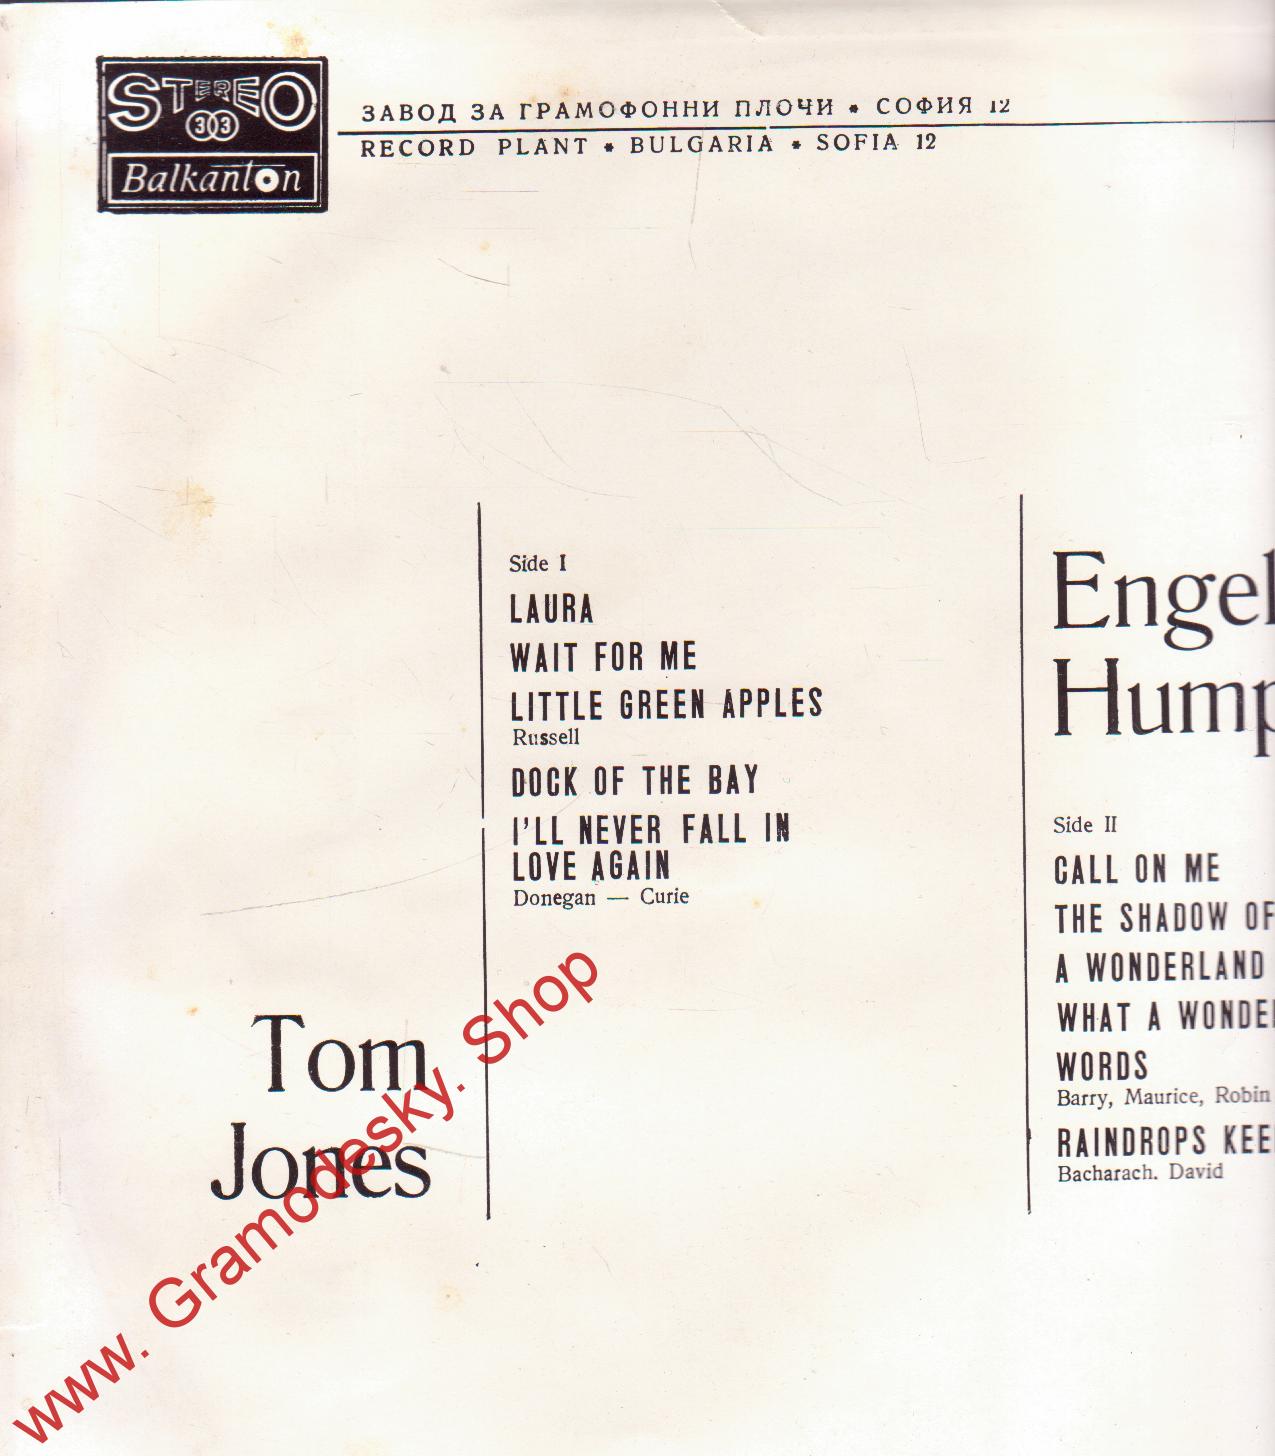 STEREO
33
Balkanton
ЗАВОД ЗА ГРАМОФОННИ ПЛОЧИ • СОФИЯ 12
RECORD PLANT • BULGARIA • SOFIA 12
Side I
LAURA
WAIT FOR ME
LITTLE GREEN APPLES
Russell
DOCK OF THE BAY
I'LL NEVER FALL IN
LOVE AGAIN
Donegan — Curie
Tom
Jones
Engel
Hump
Side II
CALL ON ME
THE SHADOW OF
A WONDERLAND
WHAT A WONDE
WORDS
Barry, Maurice, Robin
RAINDROPS KEE
Bacharach. David
www. Gramodesky. Shop